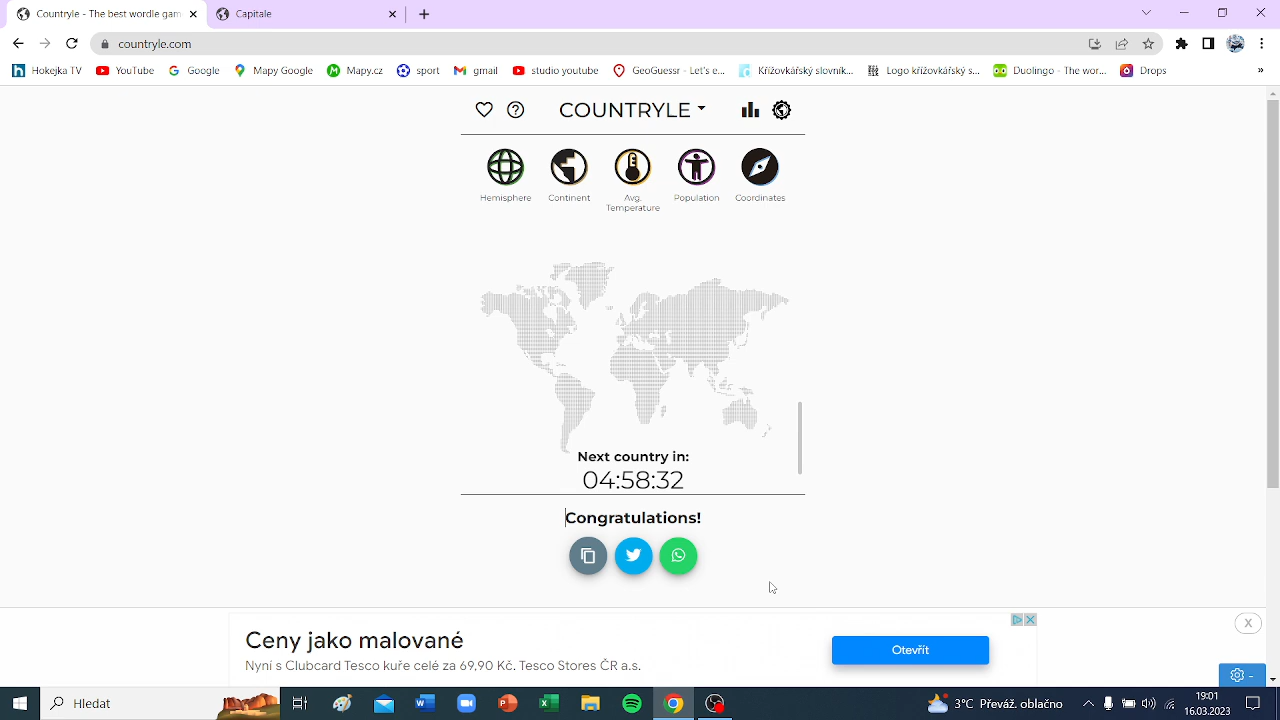 Countryle - The best wordle gam
Capitale
countryle.com
Hokejka TV
YouTube
Google
Mapy Google
Mapy.cz
sport
gmail
studio youtube
GeoGuessr - Let's e...
Křížovkářský slovník...
Logo křížovkářský s...
Duolingo - The wor...
Drops
»
COUNTRYLE
Hemisphere
Continent
Avg. Temperature
Population
Coordinates
Next country in:
04:58:32
Congratulations!
Ceny jako malované
Nyní s Clubcard Tesco kuře celé za 69,90 Kč. Tesco Stores ČR a.s.
Otevřít
X
Hledat
5°C Převáž. oblačno
19:01
16.03.2023